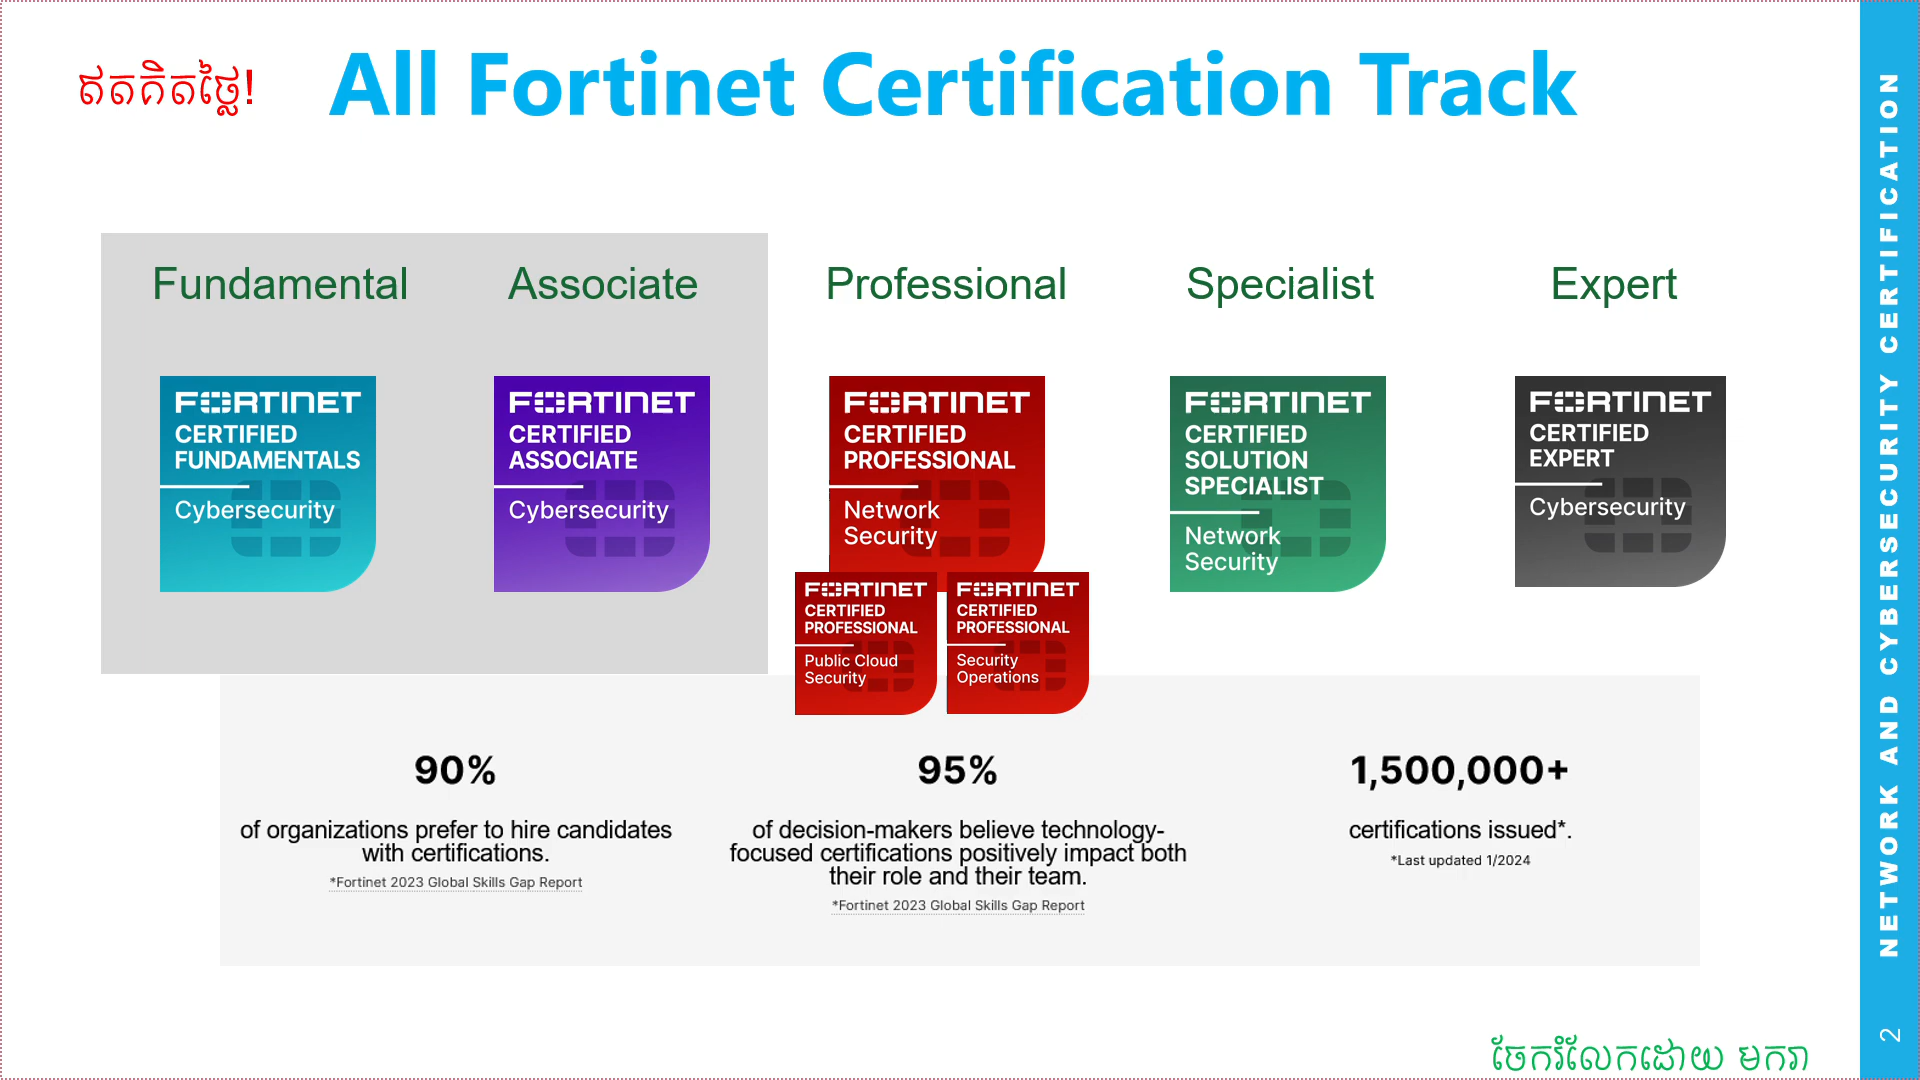 ឥតគិតថ្លៃ!
All Fortinet Certification Track
Fundamental
Associate
Professional
Specialist
Expert
FORTINET
CERTIFIED
FUNDAMENTALS
Cybersecurity
FORTINET
CERTIFIED
ASSOCIATE
Cybersecurity
FORTINET
CERTIFIED
PROFESSIONAL
Network
Security
FORTINET
CERTIFIED
PROFESSIONAL
Public Cloud
Security
FORTINET
CERTIFIED
PROFESSIONAL
Security
Operations
FORTINET
CERTIFIED
SOLUTION
SPECIALIST
Network
Security
FORTINET
CERTIFIED
EXPERT
Cybersecurity
90%
of organizations prefer to hire candidates
with certifications.
*Fortinet 2023 Global Skills Gap Report
95%
of decision-makers believe technology-
focused certifications positively impact both
their role and their team.
*Fortinet 2023 Global Skills Gap Report
1,500,000+
certifications issued*.
*Last updated 1/2024
NETWORK AND CYBERSECURITY CERTIFICATION
2
ចែករំលែកដោយ មករា